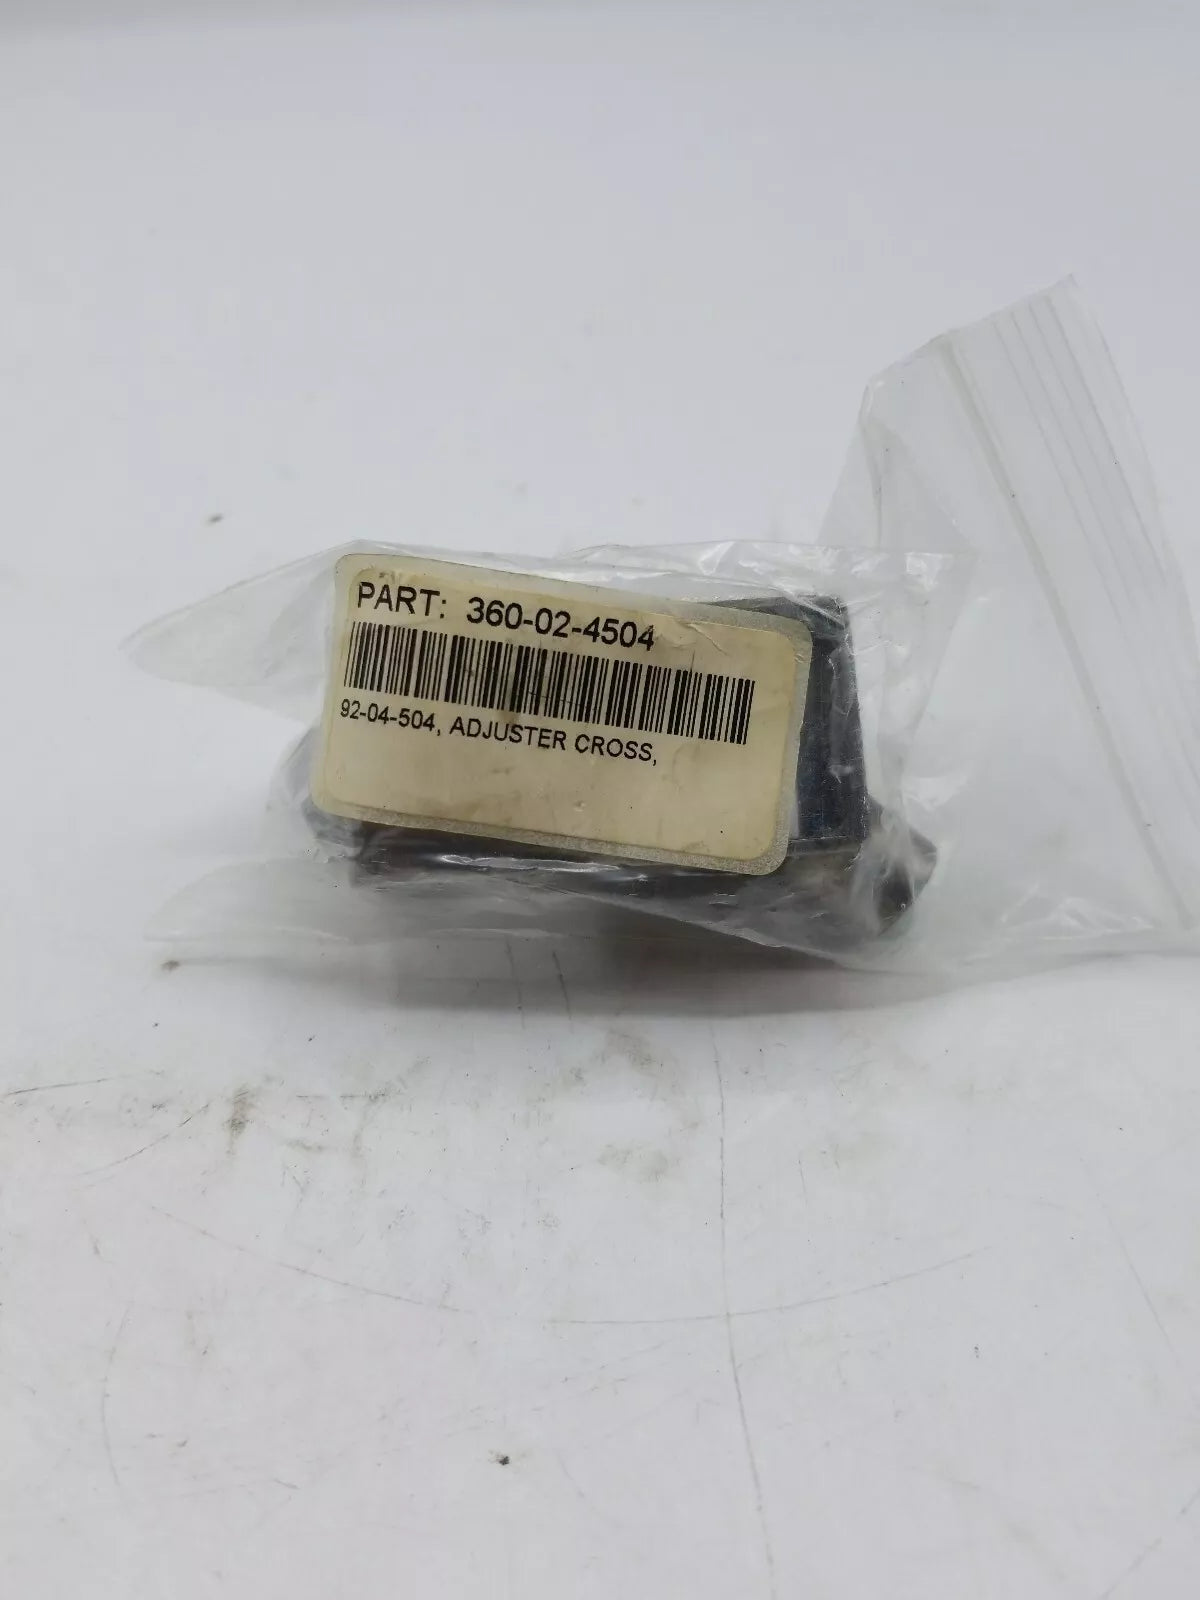 PART: 360-02-4504
92-04-504, ADJUSTER CROSS,